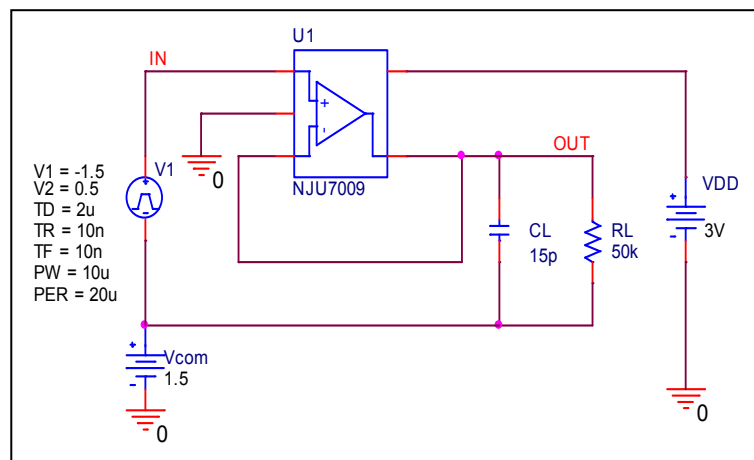 U1
IN
+
-
NJU7009
0
V1 = -1.5
V2 = 0.5
TD = 2u
TR = 10n
TF = 10n
PW = 10u
PER = 20u
+
V1
-
OUT
CL
15p
RL
50k
VDD
+
-
3V
+
Vcom
-
1.5
0
0